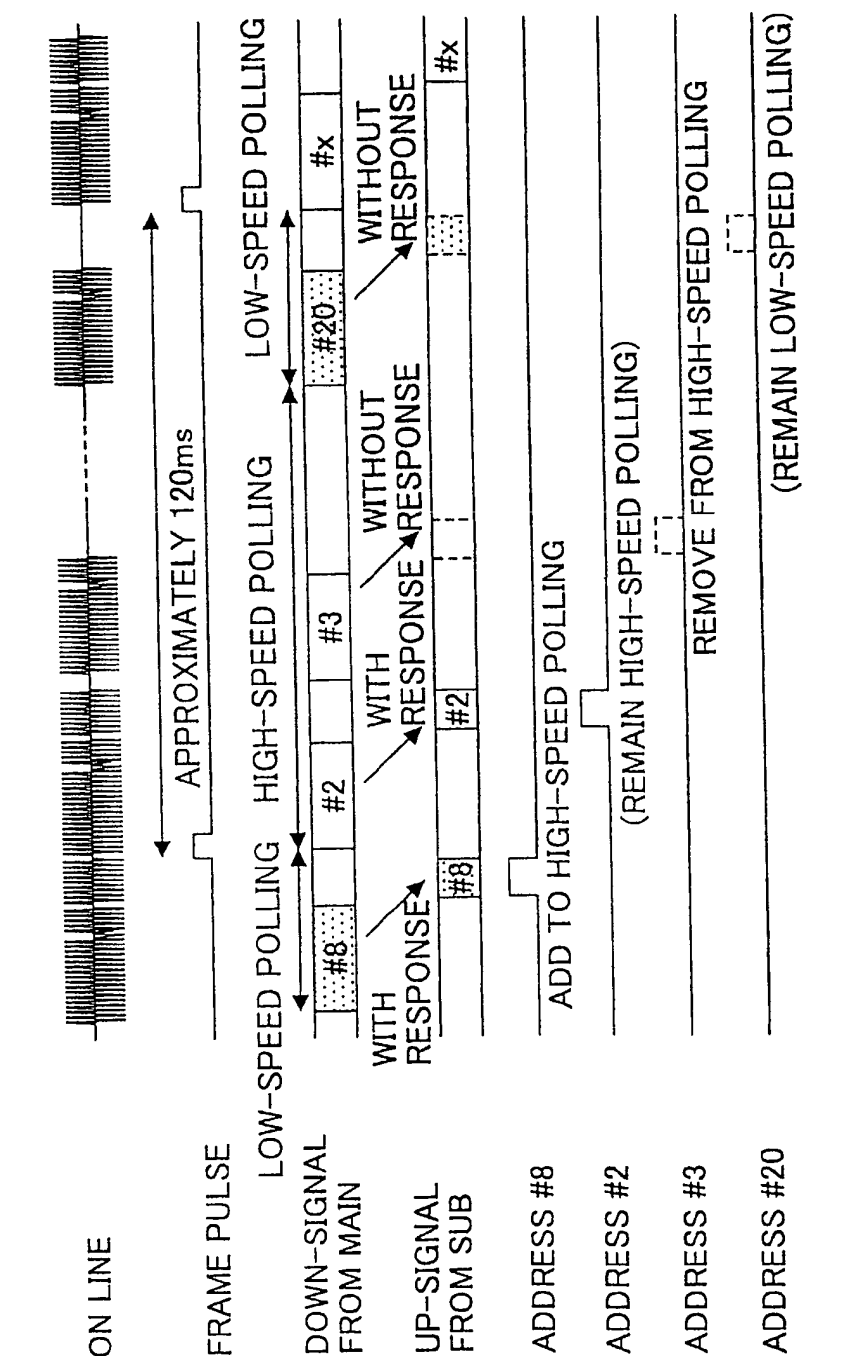 ON LINE
FRAME PULSE
APPROXIMATELY 120ms
LOW-SPEED POLLING
HIGH-SPEED POLLING
LOW-SPEED POLLING
DOWN-SIGNAL
FROM MAIN
#8
#2
#3
#20
#x
WITH
RESPONSE
WITH
RESPONSE
WITHOUT
RESPONSE
WITHOUT
RESPONSE
UP-SIGNAL
FROM SUB
#8
#2
#x
ADDRESS #8
ADD TO HIGH-SPEED POLLING
ADDRESS #2
(REMAIN HIGH-SPEED POLLING)
ADDRESS #3
REMOVE FROM HIGH-SPEED POLLING
ADDRESS #20
(REMAIN LOW-SPEED POLLING)